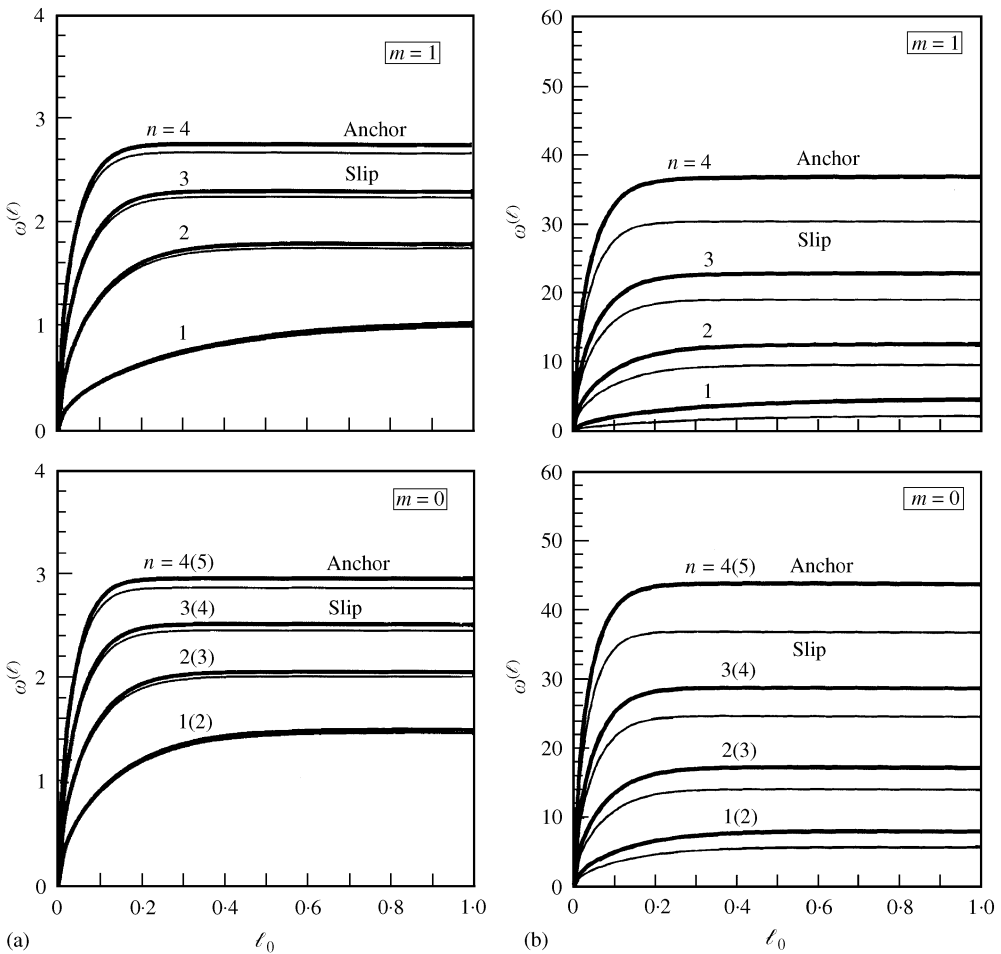 4
3
2
1
0
ω(ℓ)
m = 1
n = 4
Anchor
3
Slip
2
1
60
50
40
30
20
10
0
ω(ℓ)
m = 1
n = 4
Anchor
Slip
3
2
1
4
3
2
1
0
ω(ℓ)
m = 0
n = 4(5)
Anchor
3(4)
Slip
2(3)
1(2)
0 0·2 0·4 0·6 0·8 1·0
(a) ℓ0
60
50
40
30
20
10
0
ω(ℓ)
m = 0
n = 4(5)
Anchor
Slip
3(4)
2(3)
1(2)
0 0·2 0·4 0·6 0·8 1·0
(b) ℓ0